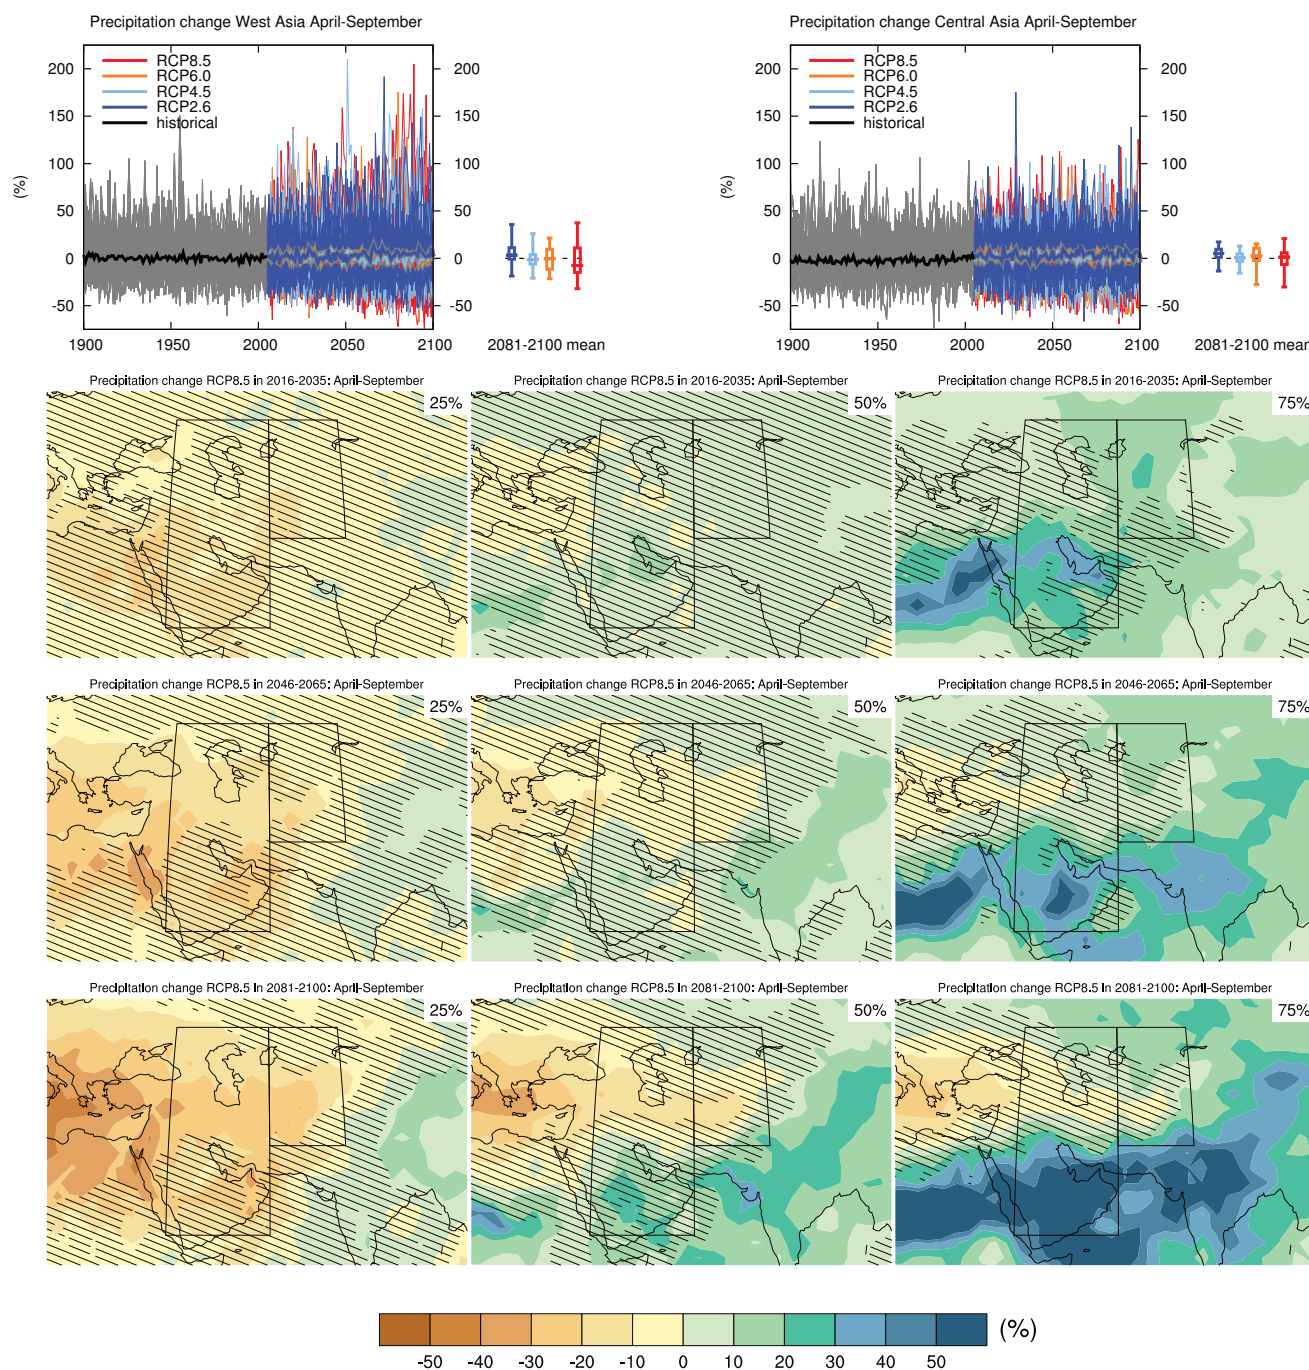 Precipitation change West Asia April-September
Precipitation change Central Asia April-September
(%)
200
150
100
50
0
-50
RCP8.5
RCP6.0
RCP4.5
RCP2.6
historical
200
150
100
50
0
-50
1900
1950
2000
2050
2100
2081-2100 mean
(%)
200
150
100
50
0
-50
RCP8.5
RCP6.0
RCP4.5
RCP2.6
historical
200
150
100
50
0
-50
1900
1950
2000
2050
2100
2081-2100 mean
Precipitation change RCP8.5 in 2016-2035: April-September
25%
Precipitation change RCP8.5 in 2016-2035: April-September
50%
Precipitation change RCP8.5 in 2016-2035: April-September
75%
Precipitation change RCP8.5 in 2046-2065: April-September
25%
Precipitation change RCP8.5 in 2046-2065: April-September
50%
Precipitation change RCP8.5 in 2046-2065: April-September
75%
Precipitation change RCP8.5 in 2081-2100: April-September
25%
Precipitation change RCP8.5 in 2081-2100: April-September
50%
Precipitation change RCP8.5 in 2081-2100: April-September
75%
(%)
-50 -40 -30 -20 -10 0 10 20 30 40 50